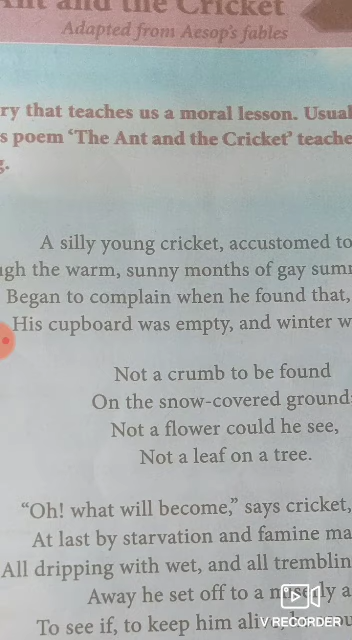 Ant and the Cricket
Adapted from Aesop's fables
ry that teaches us a moral lesson. Usual
s poem 'The Ant and the Cricket' teache
g.
A silly young cricket, accustomed to
gh the warm, sunny months of gay sum
Began to complain when he found that,
His cupboard was empty, and winter w
Not a crumb to be found
On the snow-covered ground;
Not a flower could he see,
Not a leaf on a tree.
"Oh! what will become," says cricket,
At last by starvation and famine ma
All dripping with wet, and all tremblin
Away he set off to a miserly a
To see if, to keep him aliv
V RECORDER